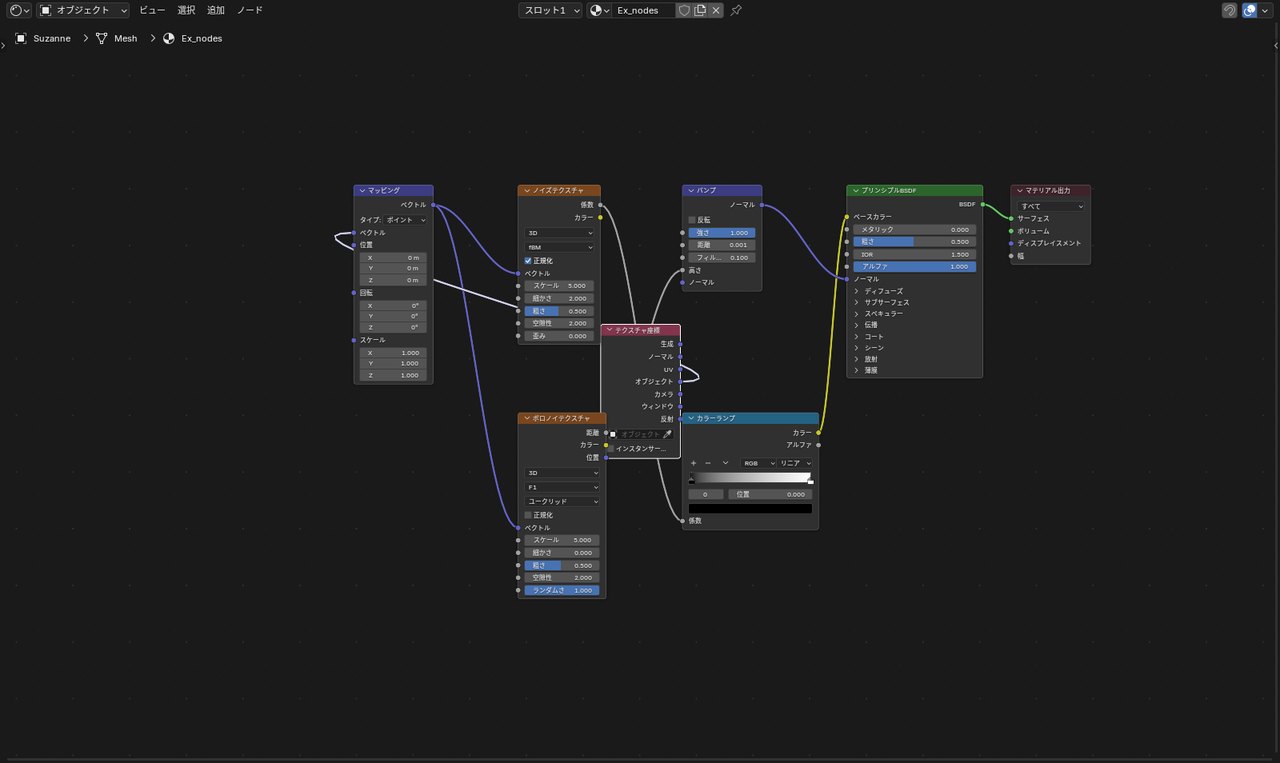 オブジェクト ビュー 選択 追加 ノード スロット1 Ex_nodes
Suzanne Mesh Ex_nodes
マッピング
ベクトル
タイプ: ポイント
ベクトル
位置
X 0 m
Y 0 m
Z 0 m
回転
X 0°
Y 0°
Z 0°
スケール
X 1.000
Y 1.000
Z 1.000
ノイズテクスチャ
係数
カラー
3D
fBM
正規化
ベクトル
スケール 5.000
細かさ 2.000
粗さ 0.500
空隙性 2.000
歪み 0.000
ボロノイテクスチャ
距離
カラー
位置
3D
F1
ユークリッド
正規化
ベクトル
スケール 5.000
細かさ 0.000
粗さ 0.500
空隙性 2.000
ランダムさ 1.000
テクスチャ座標
生成
ノーマル
UV
オブジェクト
カメラ
ウィンドウ
反射
オブジェクト
インスタンサー...
バンプ
ノーマル
反転
強さ 1.000
距離 0.001
フィル... 0.100
高さ
ノーマル
カラーランプ
カラー
アルファ
RGB リニア
0 位置 0.000
係数
プリンシプルBSDF
BSDF
ベースカラー
メタリック 0.000
粗さ 0.500
IOR 1.500
アルファ 1.000
ノーマル
ディフューズ
サブサーフェス
スペキュラー
伝播
コート
シーン
放射
薄膜
マテリアル出力
すべて
サーフェス
ボリューム
ディスプレイスメント
幅